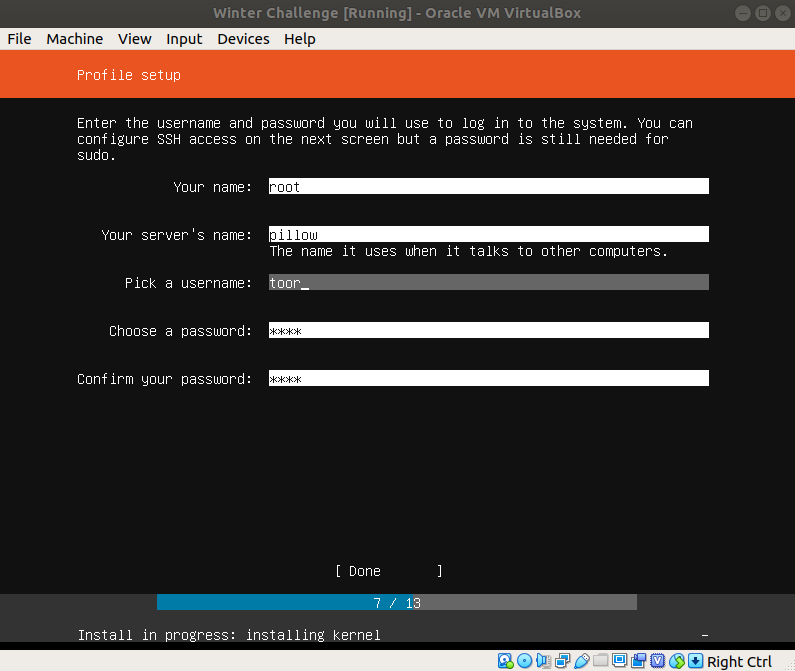 Winter Challenge [Running] - Oracle VM VirtualBox
File Machine View Input Devices Help
Profile setup
Enter the username and password you will use to log in to the system. You can
configure SSH access on the next screen but a password is still needed for
sudo.
Your name: root
Your server's name: pillow
The name it uses when it talks to other computers.
Pick a username: toor_
Choose a password: ****
Confirm your password: ****
[ Done ]
7 / 13
Install in progress: installing kernel -
Right Ctrl